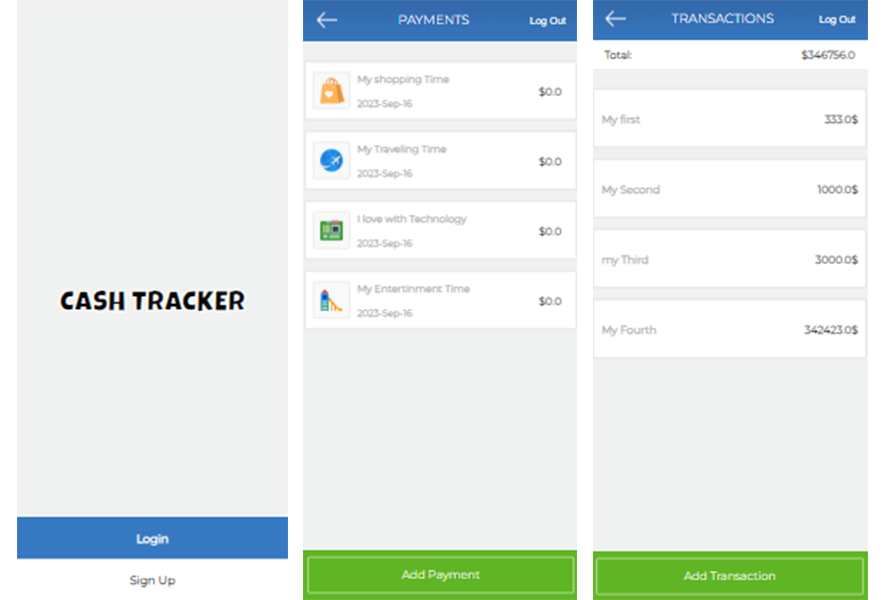 CASH TRACKER
Login
Sign Up
PAYMENTS
Log Out
My shopping Time
2023-Sep-16
$0.0
My Traveling Time
2023-Sep-16
$0.0
I love with Technology
2023-Sep-16
$0.0
My Entertinment Time
2023-Sep-16
$0.0
Add Payment
TRANSACTIONS
Log Out
Total: $346756.0
My first 333.0$
My Second 1000.0$
my Third 3000.0$
My Fourth 342423.0$
Add Transaction